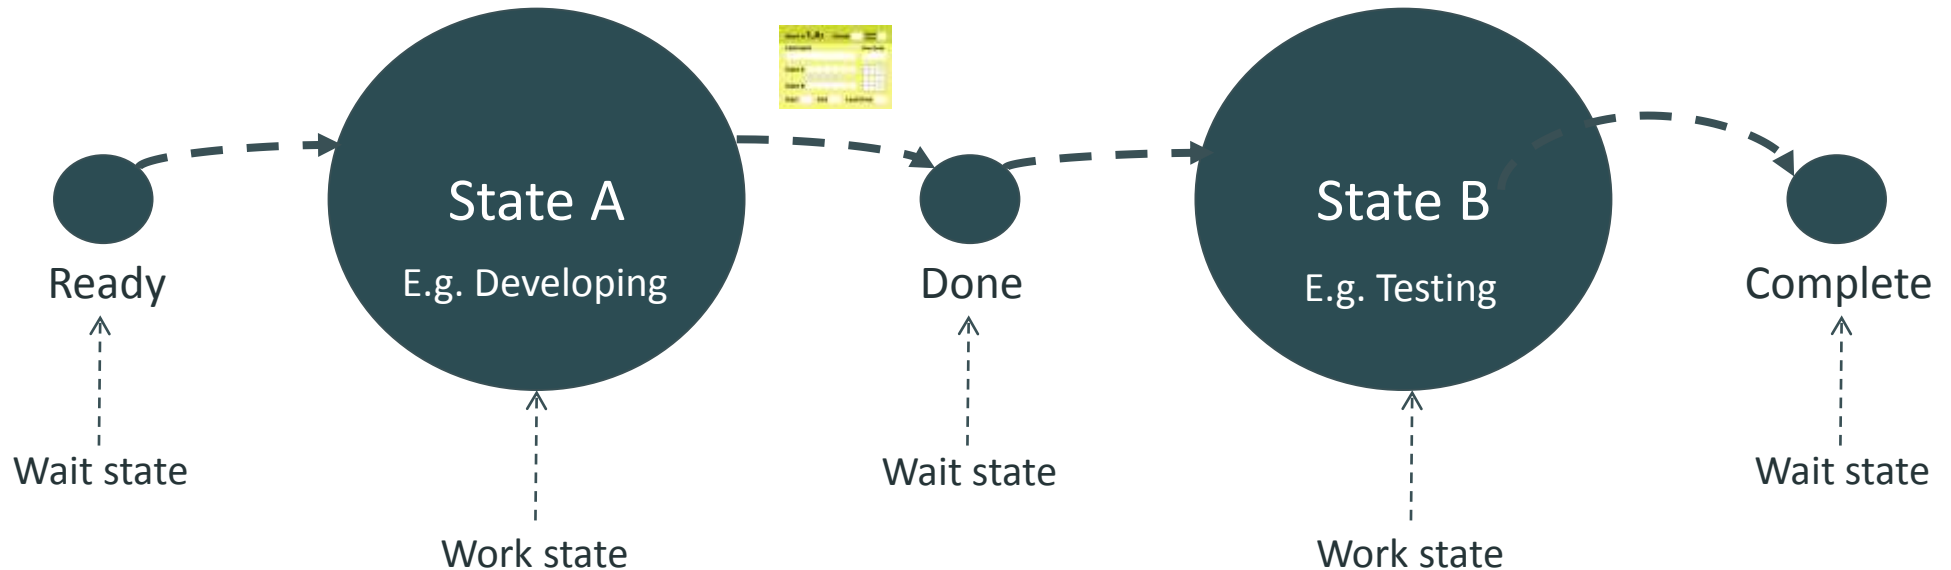 State A
E.g. Developing
State B
E.g. Testing
Ready
Done
Complete
Wait state
Wait state
Wait state
Work state
Work state